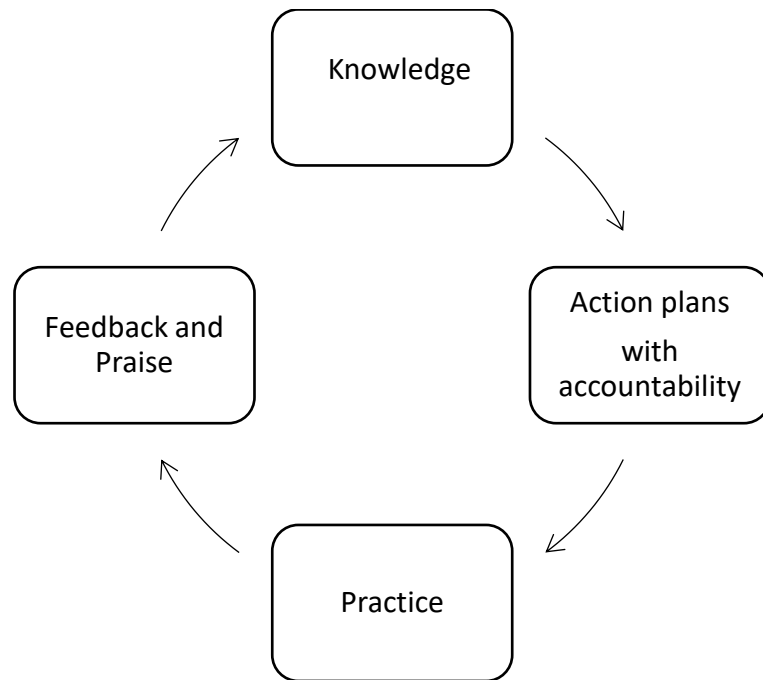 Knowledge
Action plans
with
accountability
Practice
Feedback and
Praise